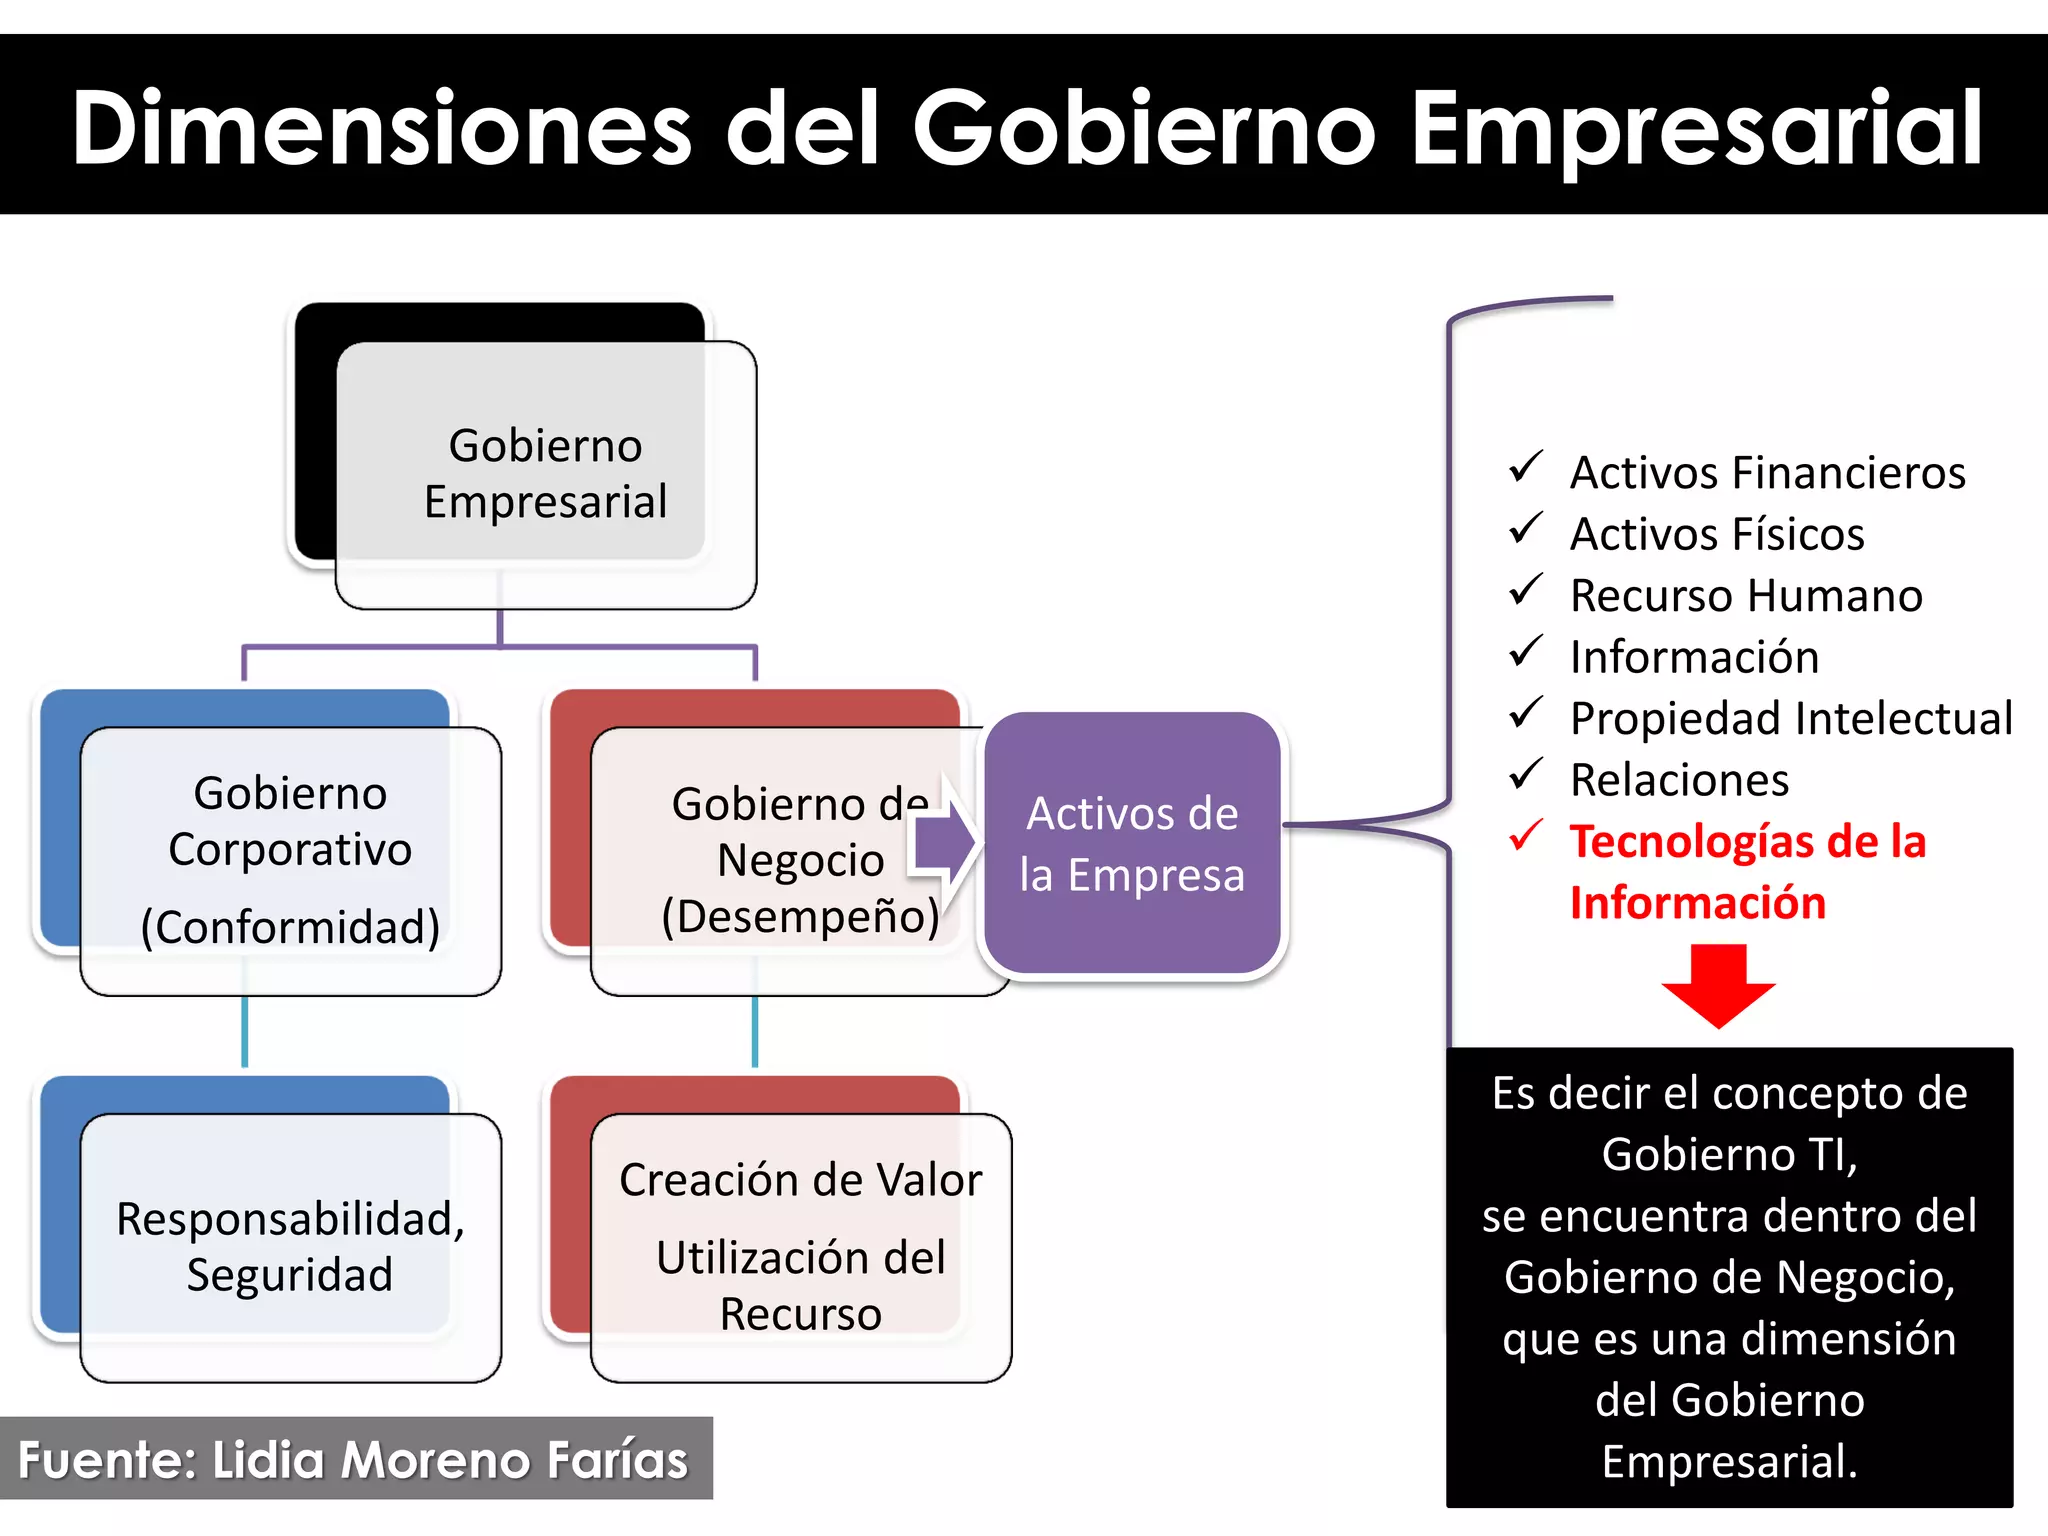 Dimensiones del Gobierno Empresarial
Gobierno
Empresarial
Gobierno
Corporativo
(Conformidad)
Gobierno de
Negocio
(Desempeño)
Activos de
la Empresa
Responsabilidad,
Seguridad
Creación de Valor
Utilización del
Recurso
✓ Activos Financieros
✓ Activos Físicos
✓ Recurso Humano
✓ Información
✓ Propiedad Intelectual
✓ Relaciones
✓ Tecnologías de la
Información
Es decir el concepto de
Gobierno TI,
se encuentra dentro del
Gobierno de Negocio,
que es una dimensión
del Gobierno
Empresarial.
Fuente: Lidia Moreno Farías